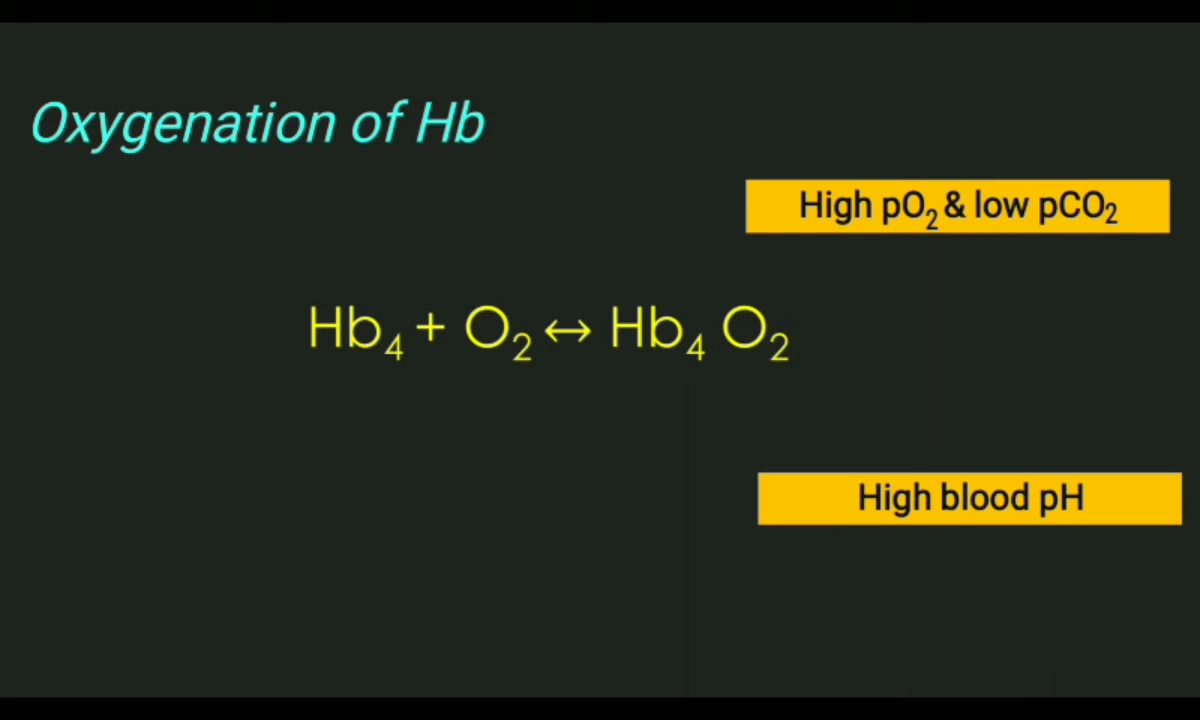 Oxygenation of Hb
High pO₂ & low pCO₂
Hb₄ + O₂ ↔ Hb₄ O₂
High blood pH